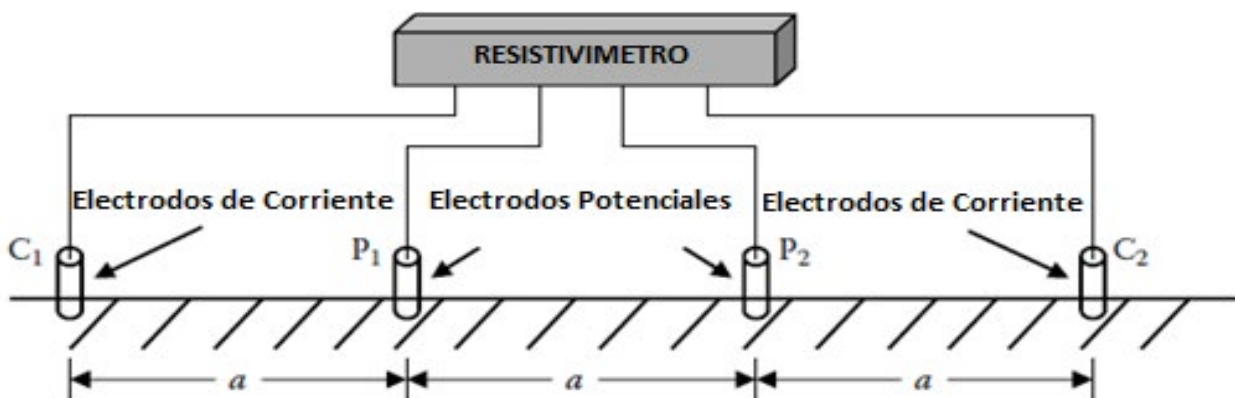 RESISTIVIMETRO
Electrodos de Corriente
Electrodos Potenciales
Electrodos de Corriente
C1
P1
P2
C2
a
a
a